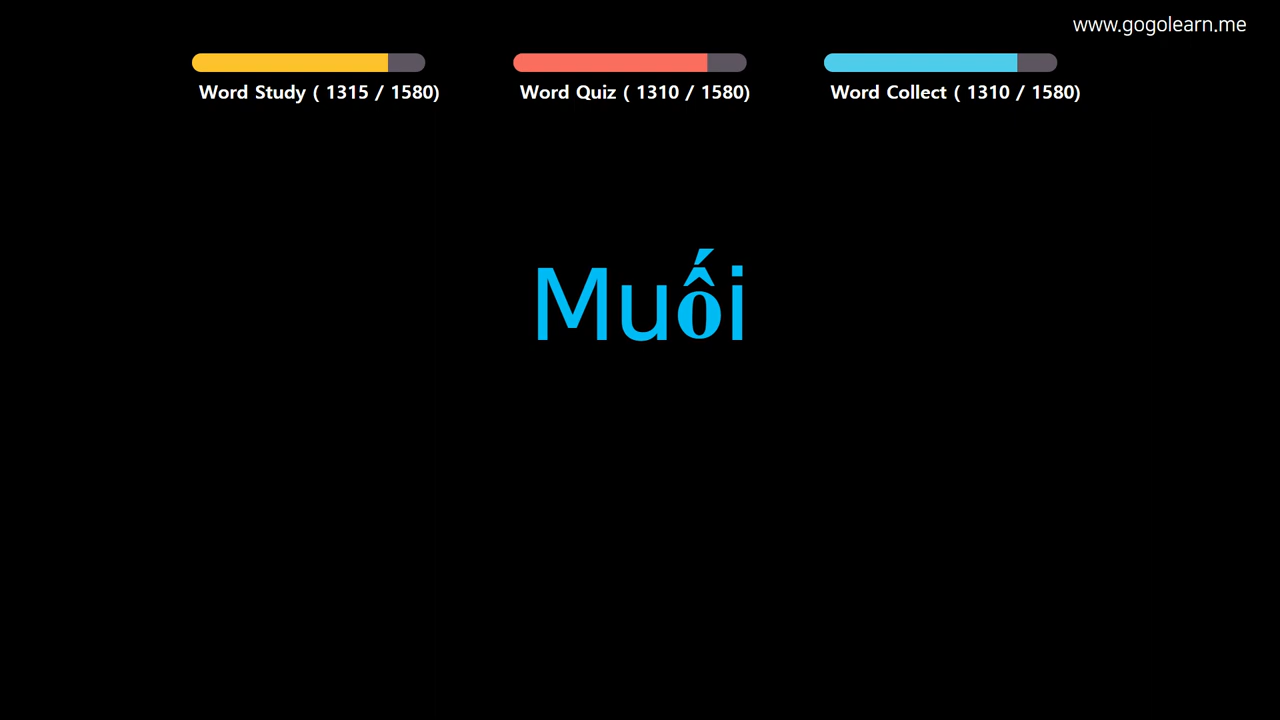 www.gogolearn.me
Word Study ( 1315 / 1580)
Word Quiz ( 1310 / 1580)
Word Collect ( 1310 / 1580)
Muối